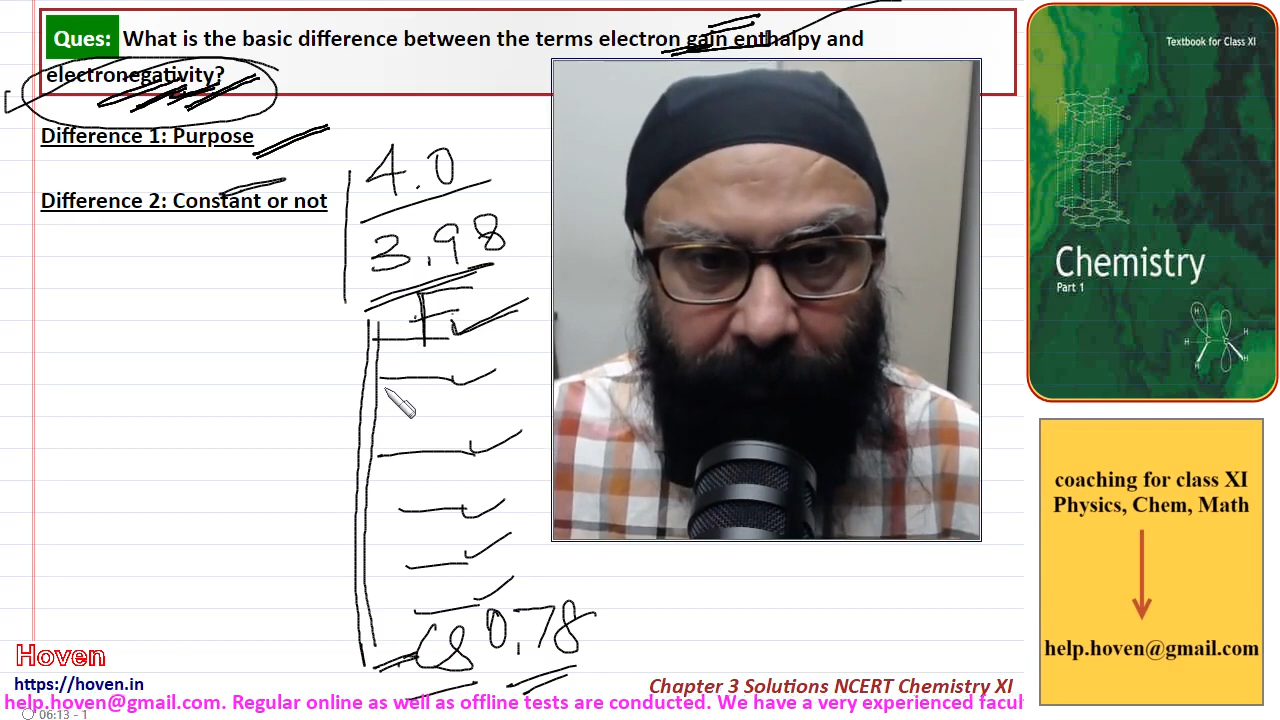 Ques: What is the basic difference between the terms electron gain enthalpy and
electronegativity?
Difference 1: Purpose
Difference 2: Constant or not
4.0
3.98
F
Cs 0.78
Textbook for Class XI
Chemistry
Part 1
coaching for class XI
Physics, Chem, Math
help.hoven@gmail.com
Hoven
https://hoven.in
Chapter 3 Solutions NCERT Chemistry XI
help.hoven@gmail.com. Regular online as well as offline tests are conducted. We have a very experienced facul
06:13 - 1